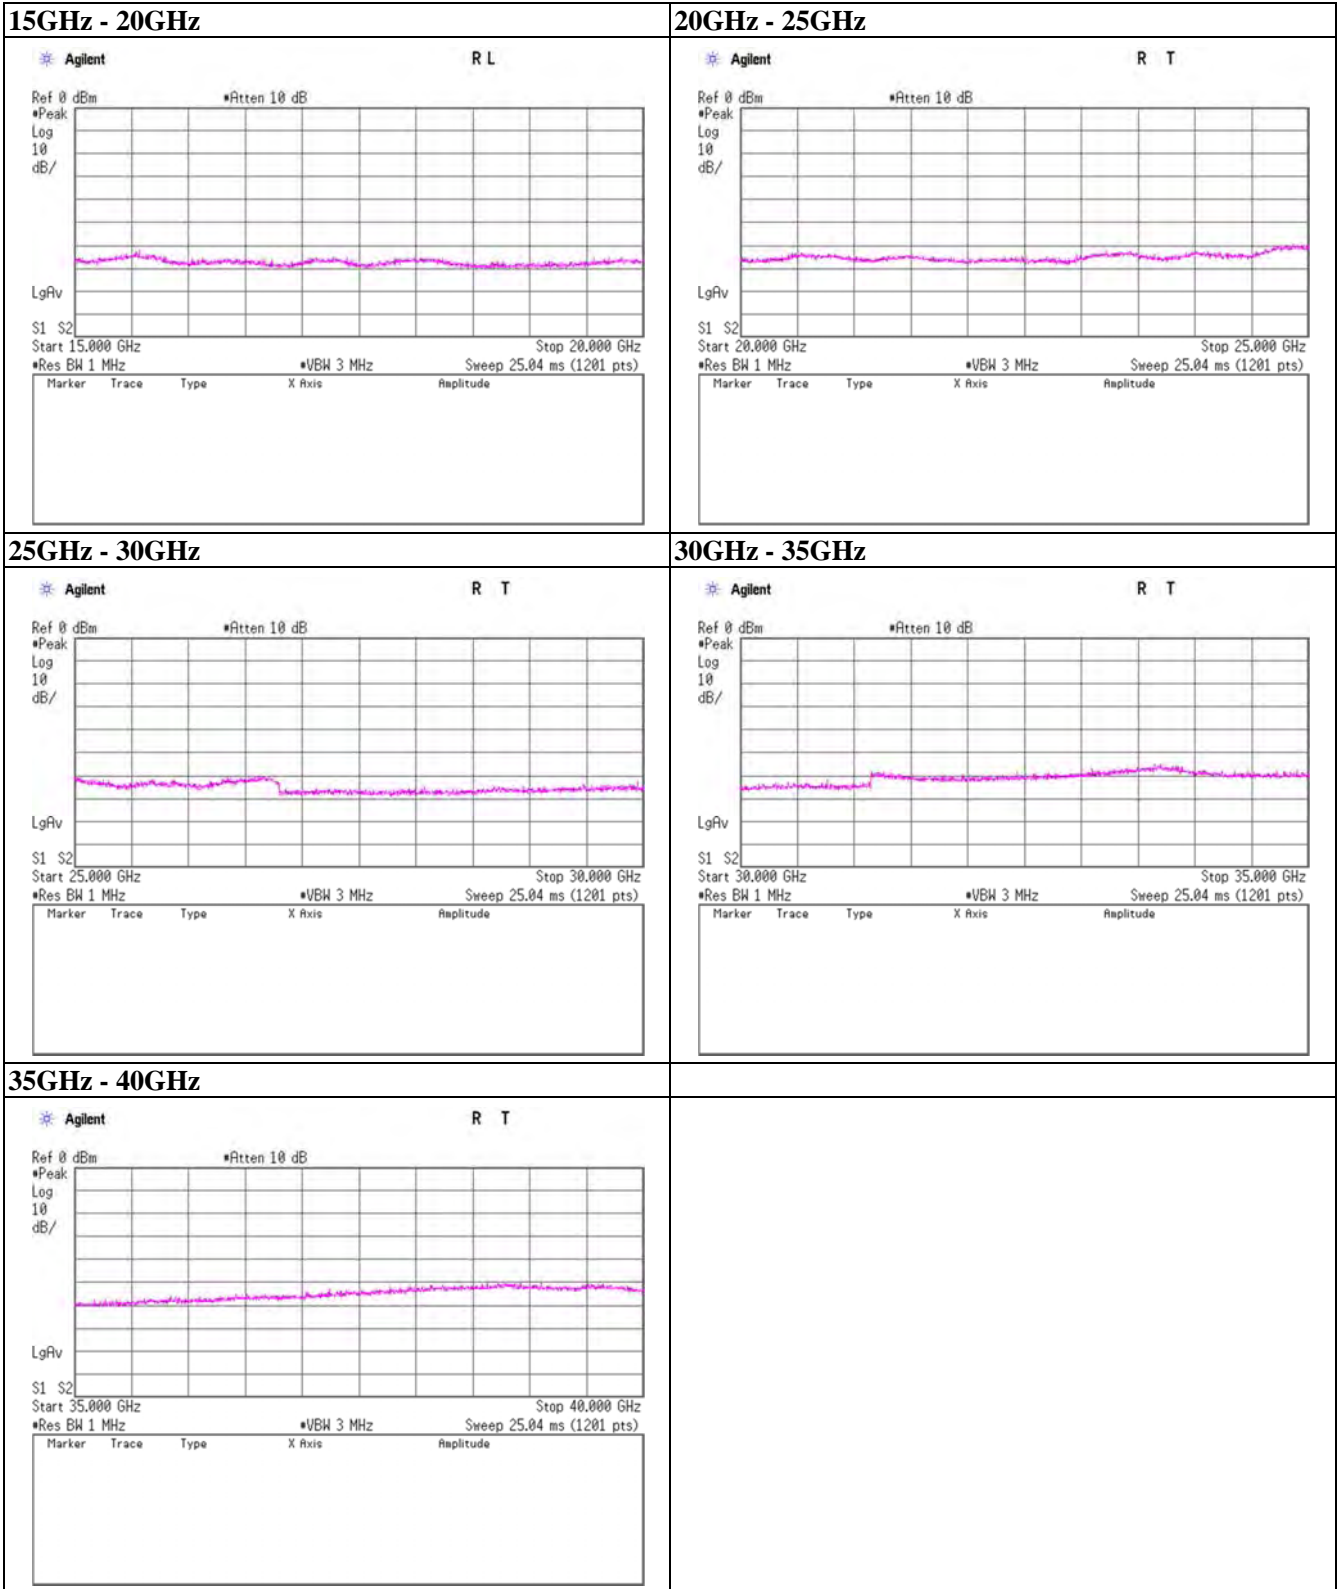 15GHz - 20GHz
Agilent R L
Ref 0 dBm *Atten 10 dB
*Peak
Log
10
dB/
LgAv
S1 S2
Start 15.000 GHz Stop 20.000 GHz
*Res BW 1 MHz *VBW 3 MHz Sweep 25.04 ms (1201 pts)
Marker Trace Type X Axis Amplitude
20GHz - 25GHz
Agilent R T
Ref 0 dBm *Atten 10 dB
*Peak
Log
10
dB/
LgAv
S1 S2
Start 20.000 GHz Stop 25.000 GHz
*Res BW 1 MHz *VBW 3 MHz Sweep 25.04 ms (1201 pts)
Marker Trace Type X Axis Amplitude
25GHz - 30GHz
Agilent R T
Ref 0 dBm *Atten 10 dB
*Peak
Log
10
dB/
LgAv
S1 S2
Start 25.000 GHz Stop 30.000 GHz
*Res BW 1 MHz *VBW 3 MHz Sweep 25.04 ms (1201 pts)
Marker Trace Type X Axis Amplitude
30GHz - 35GHz
Agilent R T
Ref 0 dBm *Atten 10 dB
*Peak
Log
10
dB/
LgAv
S1 S2
Start 30.000 GHz Stop 35.000 GHz
*Res BW 1 MHz *VBW 3 MHz Sweep 25.04 ms (1201 pts)
Marker Trace Type X Axis Amplitude
35GHz - 40GHz
Agilent R T
Ref 0 dBm *Atten 10 dB
*Peak
Log
10
dB/
LgAv
S1 S2
Start 35.000 GHz Stop 40.000 GHz
*Res BW 1 MHz *VBW 3 MHz Sweep 25.04 ms (1201 pts)
Marker Trace Type X Axis Amplitude